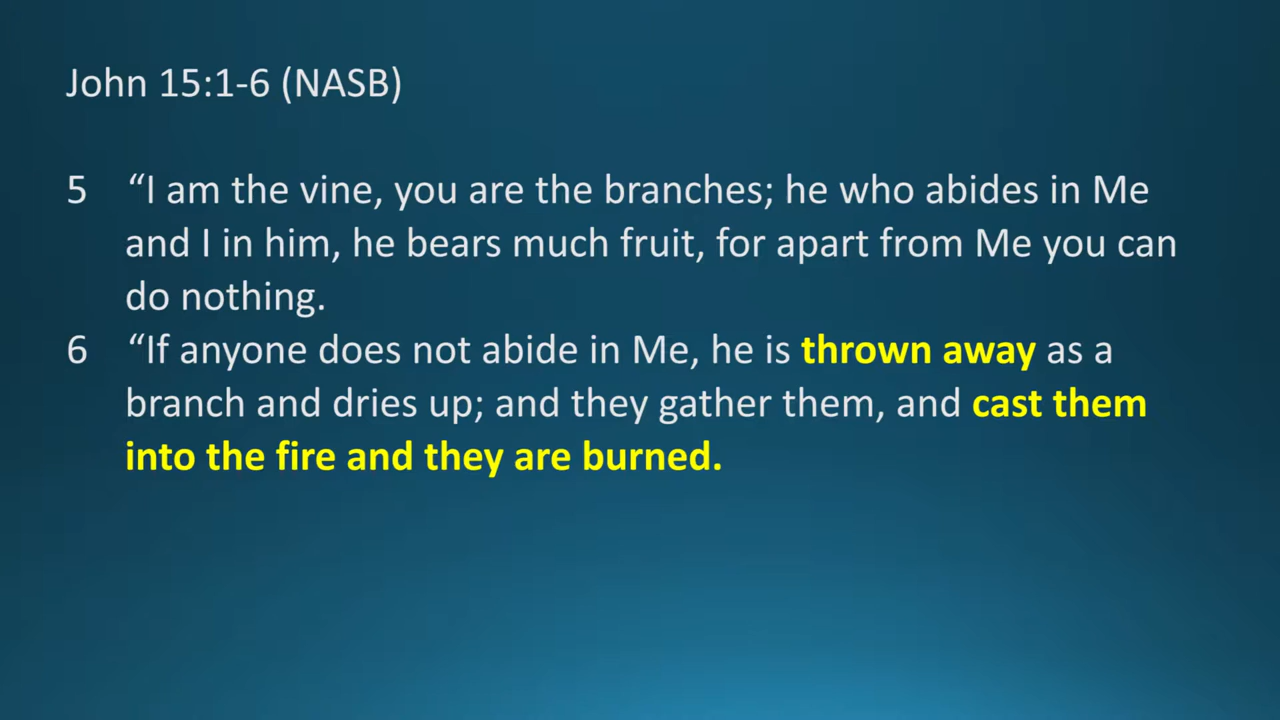 John 15:1-6 (NASB)
5 “I am the vine, you are the branches; he who abides in Me
and I in him, he bears much fruit, for apart from Me you can
do nothing.
6 “If anyone does not abide in Me, he is thrown away as a
branch and dries up; and they gather them, and cast them
into the fire and they are burned.